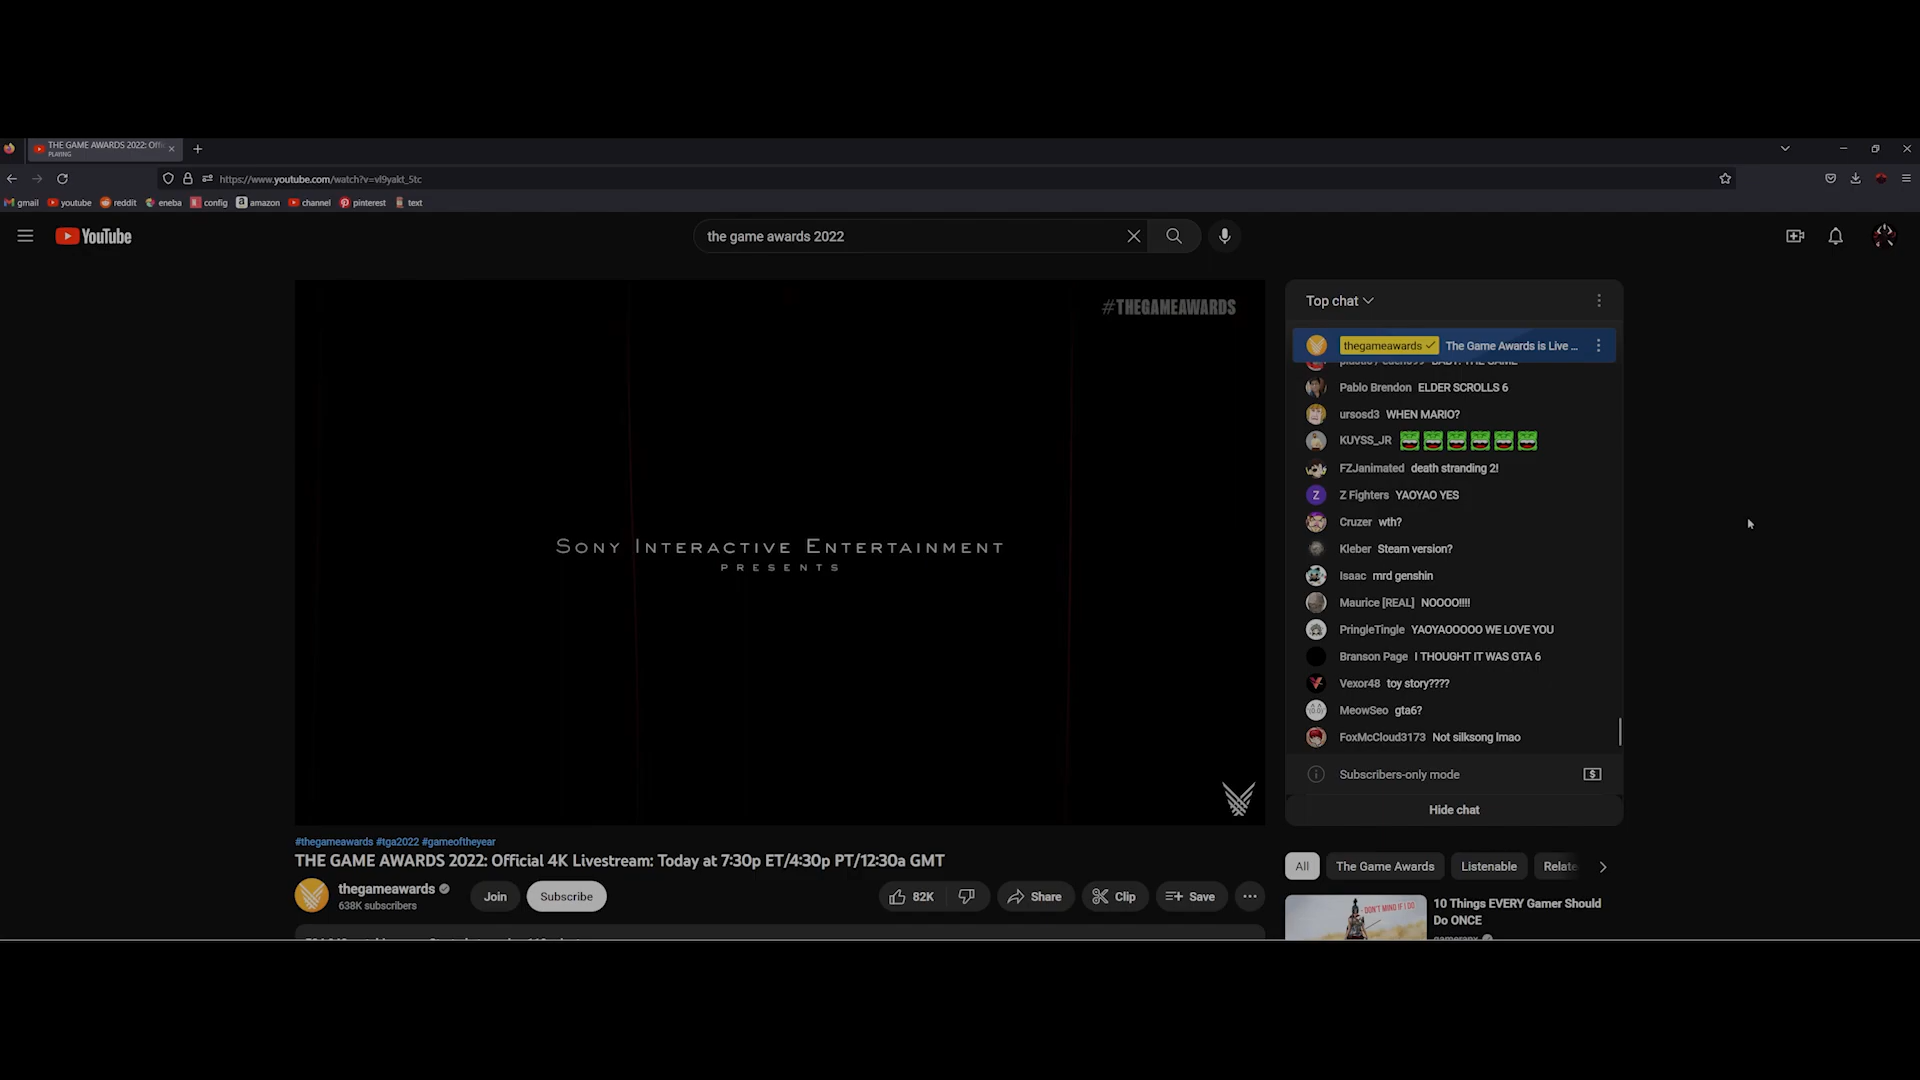 THE GAME AWARDS 2022: Offi
PLAYING
https://www.youtube.com/watch?v=vl9yakt_5tc
gmail youtube reddit eneba config amazon channel pinterest text
YouTube
the game awards 2022
#THEGAMEAWARDS
SONY INTERACTIVE ENTERTAINMENT
PRESENTS
Top chat
thegameawards The Game Awards is Live ...
Pablo Brendon ELDER SCROLLS 6
ursosd3 WHEN MARIO?
KUYSS_JR
FZJanimated death stranding 2!
Z Fighters YAOYAO YES
Cruzer wth?
Kleber Steam version?
Isaac mrd genshin
Maurice [REAL] NOOOO!!!!
PringleTingle YAOYAOOOOO WE LOVE YOU
Branson Page I THOUGHT IT WAS GTA 6
Vexor48 toy story????
MeowSeo gta6?
FoxMcCloud3173 Not silksong lmao
Subscribers-only mode
Hide chat
#thegameawards #tga2022 #gameoftheyear
THE GAME AWARDS 2022: Official 4K Livestream: Today at 7:30p ET/4:30p PT/12:30a GMT
thegameawards
638K subscribers
Join
Subscribe
82K
Share
Clip
Save
All
The Game Awards
Listenable
Relate
10 Things EVERY Gamer Should
Do ONCE
DON'T MIND IF I DO